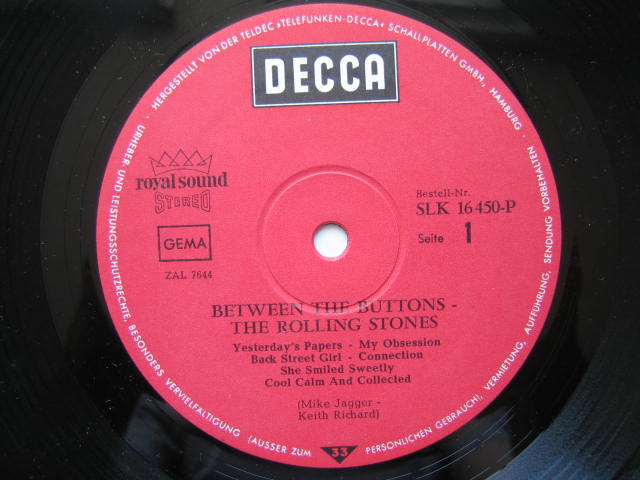 HERGESTELLT VON DER TELDEC »TELEFUNKEN-DECCA« SCHALLPLATTEN GMBH., HAMBURG
DECCA
royal sound
STEREO
GEMA
ZAL 7644
Bestell-Nr.
SLK 16 450-P
Seite 1
BETWEEN THE BUTTONS -
THE ROLLING STONES
Yesterday's Papers - My Obsession
Back Street Girl - Connection
She Smiled Sweetly
Cool Calm And Collected
(Mike Jagger -
Keith Richard)
33
URHEBER- UND LEISTUNGSSCHUTZRECHTE, BESONDERS VERVIELFÄLTIGUNG (AUSSER ZUM PERSÖNLICHEN GEBRAUCH), VERMIETUNG, AUFFÜHRUNG, SENDUNG VORBEHALTEN